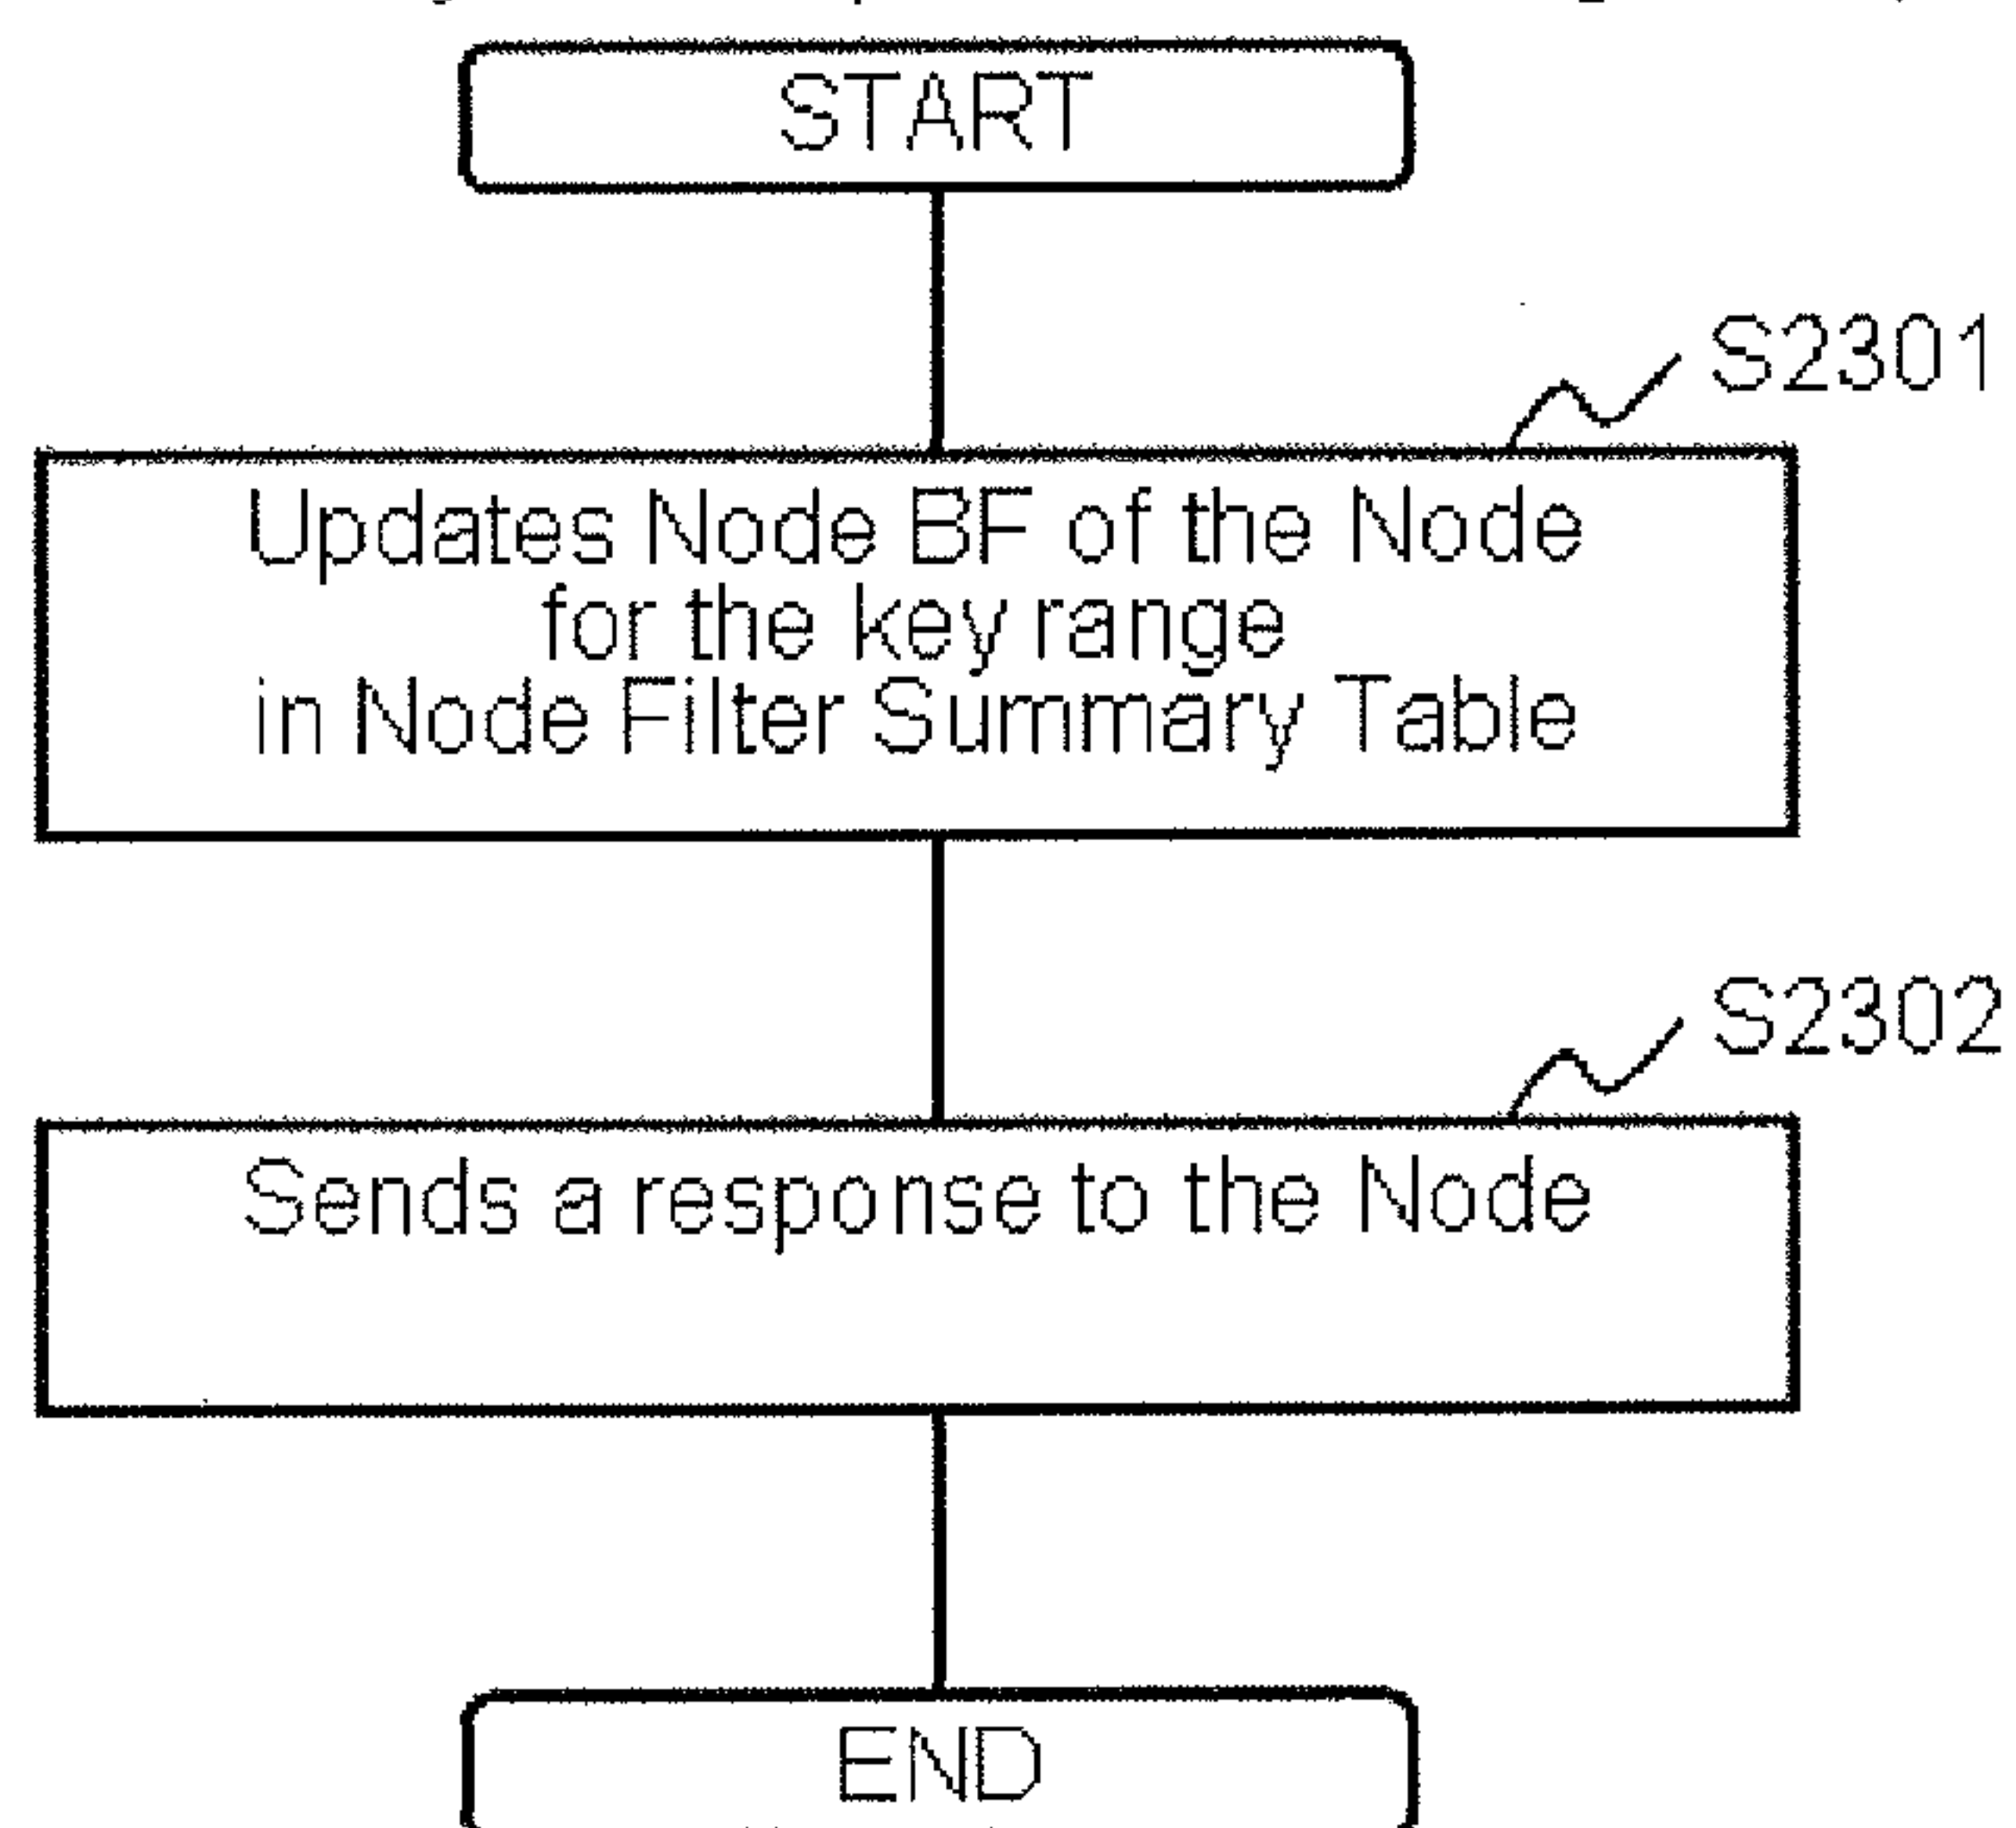 START
S2301
Updates Node BF of the Node
for the key range
in Node Filter Summary Table
S2302
Sends a response to the Node
END